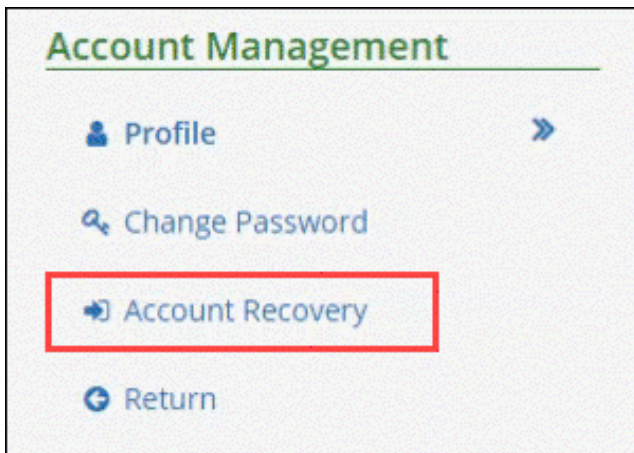 Account Management
Profile
Change Password
Account Recovery
Return